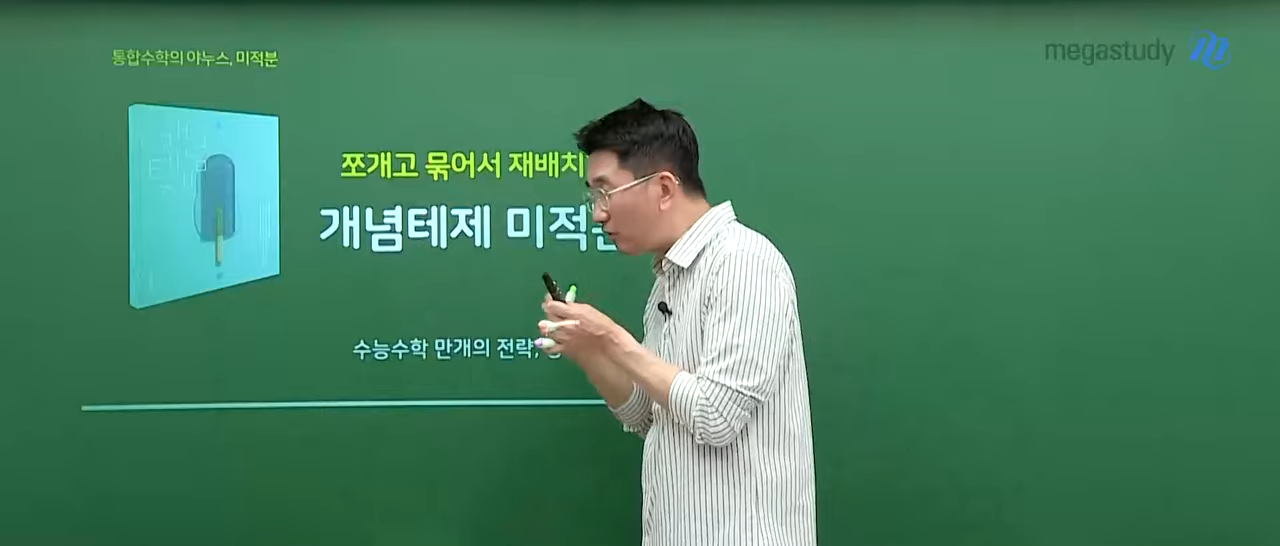 통합수학의 야누스, 미적분
megastudy
쪼개고 묶어서 재배치
개념테제 미적분
수능수학 만개의 전략,